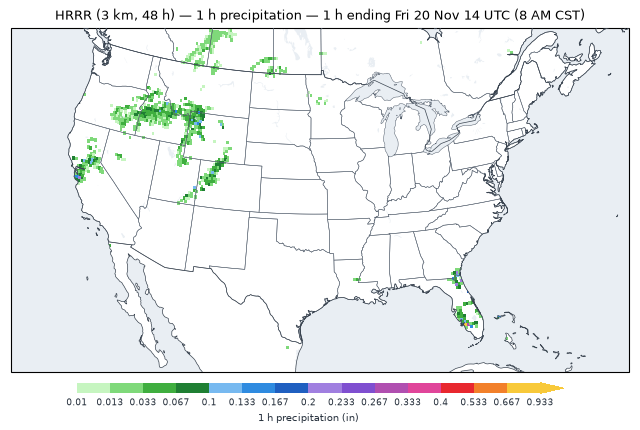 HRRR (3 km, 48 h) — 1 h precipitation — 1 h ending Fri 20 Nov 14 UTC (8 AM CST)
0.01 0.013 0.033 0.067 0.1 0.133 0.167 0.2 0.233 0.267 0.333 0.4 0.533 0.667 0.933
1 h precipitation (in)